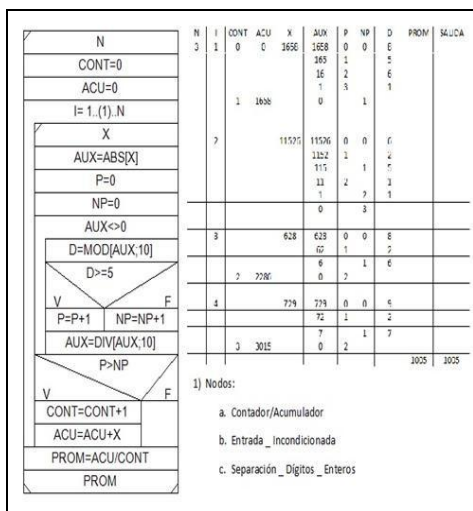 N
CONT=0
ACU=0
I= 1..(1)..N
X
AUX=ABS[X]
P=0
NP=0
AUX<>0
D=MOD[AUX;10]
D>=5
V F
P=P+1 NP=NP+1
AUX=DIV[AUX;10]
P>NP
V F
CONT=CONT+1
ACU=ACU+X
PROM=ACU/CONT
PROM
N I CONT ACU X AUX P NP D PROM SALIDA
3 1 0 0 1658 1658 0 0 8
165 1 5
16 2 6
1 3 1
1 1658 0 1
2 11526 0 0
1152 1 2
115 1 5
11 2 1
1 2 1
0 3
3 628 628 0 0 8
62 1 2
6 1 6
2 2286 0 2
4 729 729 0 0 9
72 1 2
7 1 7
3 3015 0 2
1005 1005
1) Nodos:
a. Contador/Acumulador
b. Entrada _ Incondicionada
c. Separación _ Dígitos _ Enteros